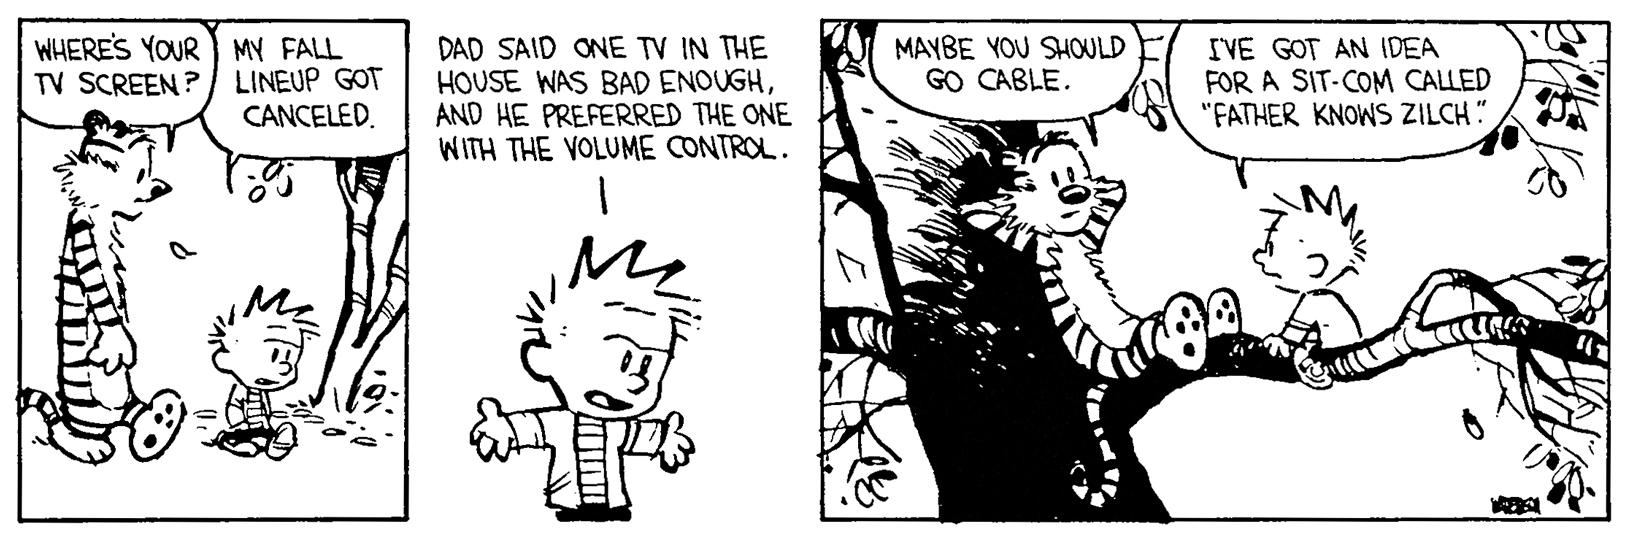 WHERE'S YOUR
TV SCREEN?
MY FALL
LINEUP GOT
CANCELED.
DAD SAID ONE TV IN THE
HOUSE WAS BAD ENOUGH,
AND HE PREFERRED THE ONE
WITH THE VOLUME CONTROL.
MAYBE YOU SHOULD
GO CABLE.
I'VE GOT AN IDEA
FOR A SIT-COM CALLED
"FATHER KNOWS ZILCH."